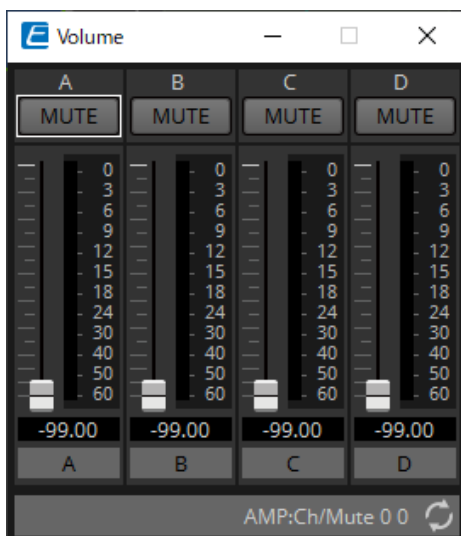 Volume
A B C D
MUTE MUTE MUTE MUTE
0 0 0 0
3 3 3 3
6 6 6 6
9 9 9 9
12 12 12 12
15 15 15 15
18 18 18 18
24 24 24 24
30 30 30 30
40 40 40 40
50 50 50 50
60 60 60 60
-99.00 -99.00 -99.00 -99.00
A B C D
AMP:Ch/Mute 0 0